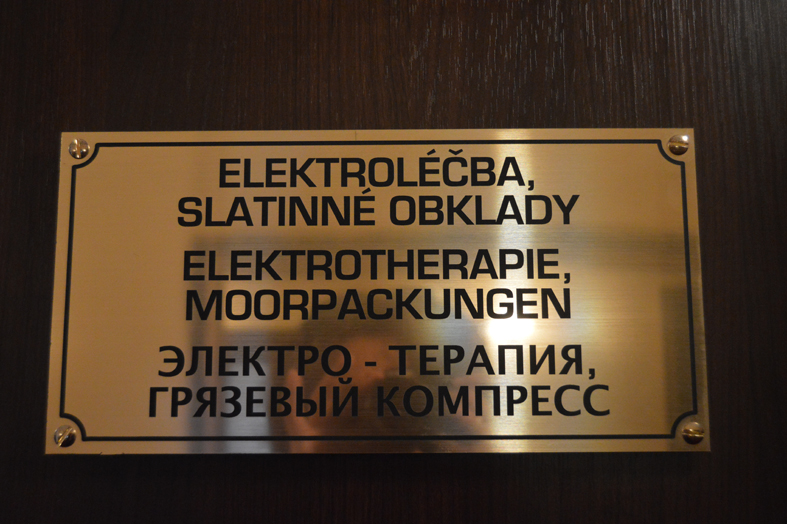 ELEKTROLÉČBA,
SLATINNÉ OBKLADY
ELEKTROTHERAPIE,
MOORPACKUNGEN
ЭЛЕКТРО - ТЕРАПИЯ,
ГРЯЗЕВЫЙ КОМПРЕСС